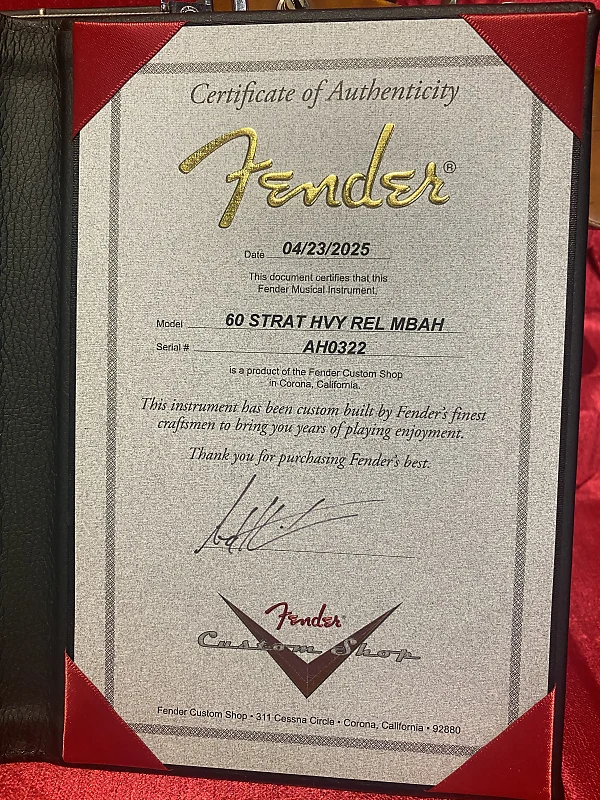 Certificate of Authenticity
Fender®
Date 04/23/2025
This document certifies that this
Fender Musical Instrument,
Model 60 STRAT HVY REL MBAH
Serial # AH0322
is a product of the Fender Custom Shop
in Corona, California.
This instrument has been custom built by Fender's finest
craftsmen to bring you years of playing enjoyment.
Thank you for purchasing Fender's best.
Fender
Custom Shop
Fender Custom Shop • 311 Cessna Circle • Corona, California • 92880